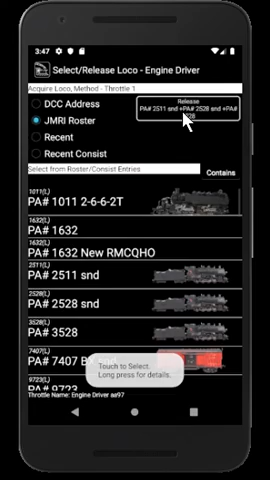 3:47
Select/Release Loco - Engine Driver
Acquire Loco, Method - Throttle 1
DCC Address
Release
PA# 2511 snd +PA# 2528 snd +PA#
JMRI Roster
Recent
Recent Consist
Select from Roster/Consist Entries
Contains
1011(L)
PA# 1011 2-6-6-2T
1632(L)
PA# 1632
1632(L)
PA# 1632 New RMCQHO
2511(L)
PA# 2511 snd
2528(L)
PA# 2528 snd
3528(L)
PA# 3528
7407(L)
PA# 7407
Touch to Select.
Long press for details.
9723(L)
PA# 9723
Throttle Name: Engine Driver aa97